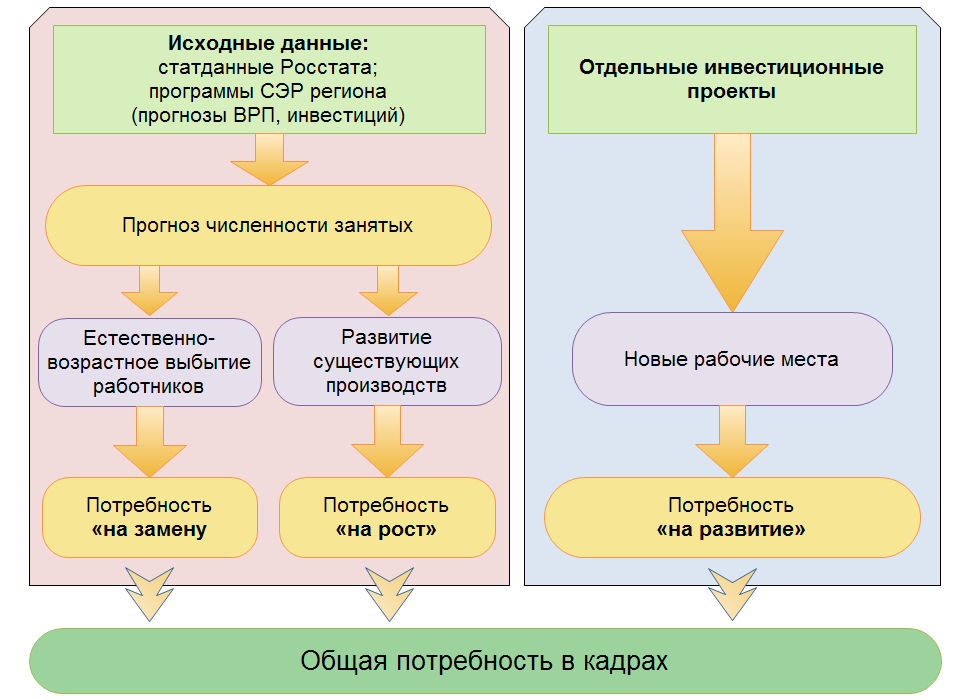 Исходные данные:
статданные Росстата;
программы СЭР региона
(прогнозы ВРП, инвестиций)
Прогноз численности занятых
Естественно-
возрастное выбытие
работников
Развитие
существующих
производств
Потребность
«на замену
Потребность
«на рост»
Отдельные инвестиционные
проекты
Новые рабочие места
Потребность
«на развитие»
Общая потребность в кадрах